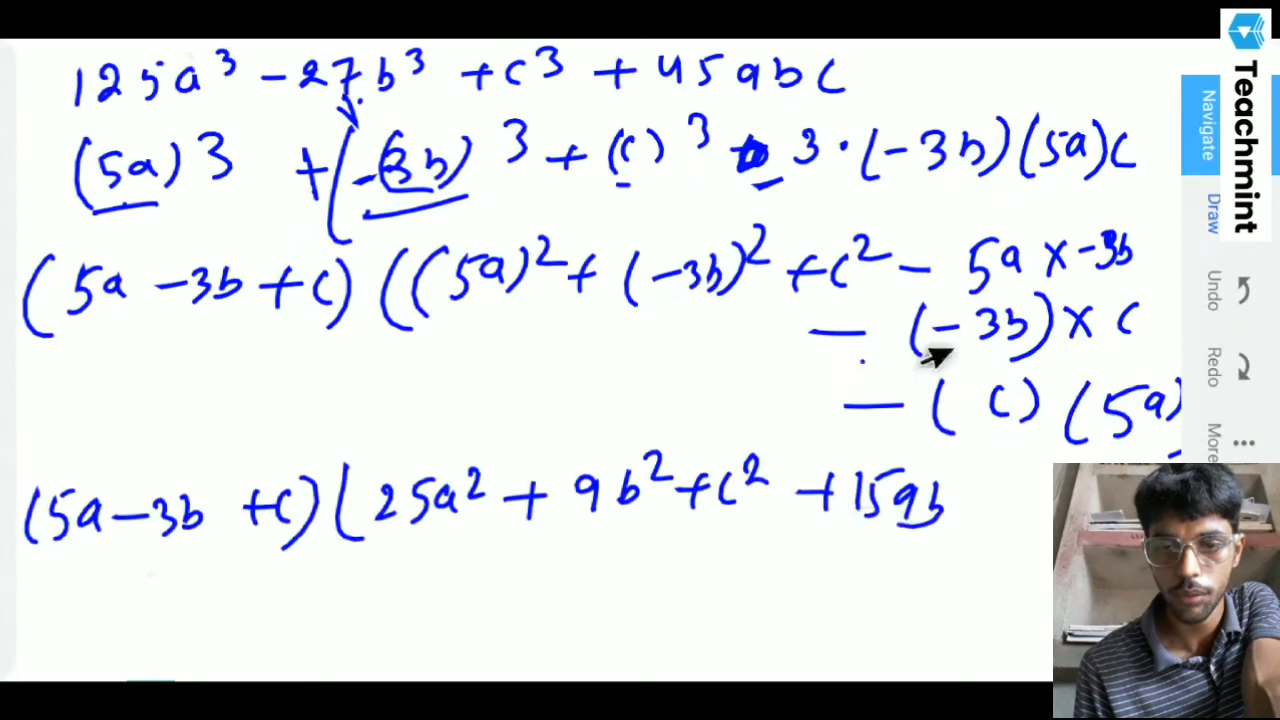 125a³ - 27b³ + c³ + 45abc
(5a)3 + (-(3b)³ + (c)³ - 3·(-3b)(5a)c
(5a - 3b + c) ((5a)² + (-3b)² + c² - 5a x -3b
- (-3b) x c
- (c) (5a)
(5a - 3b + c) (25a² + 9b² + c² + 15ab
Teachmint
Navigate
Draw
Undo
Redo
More